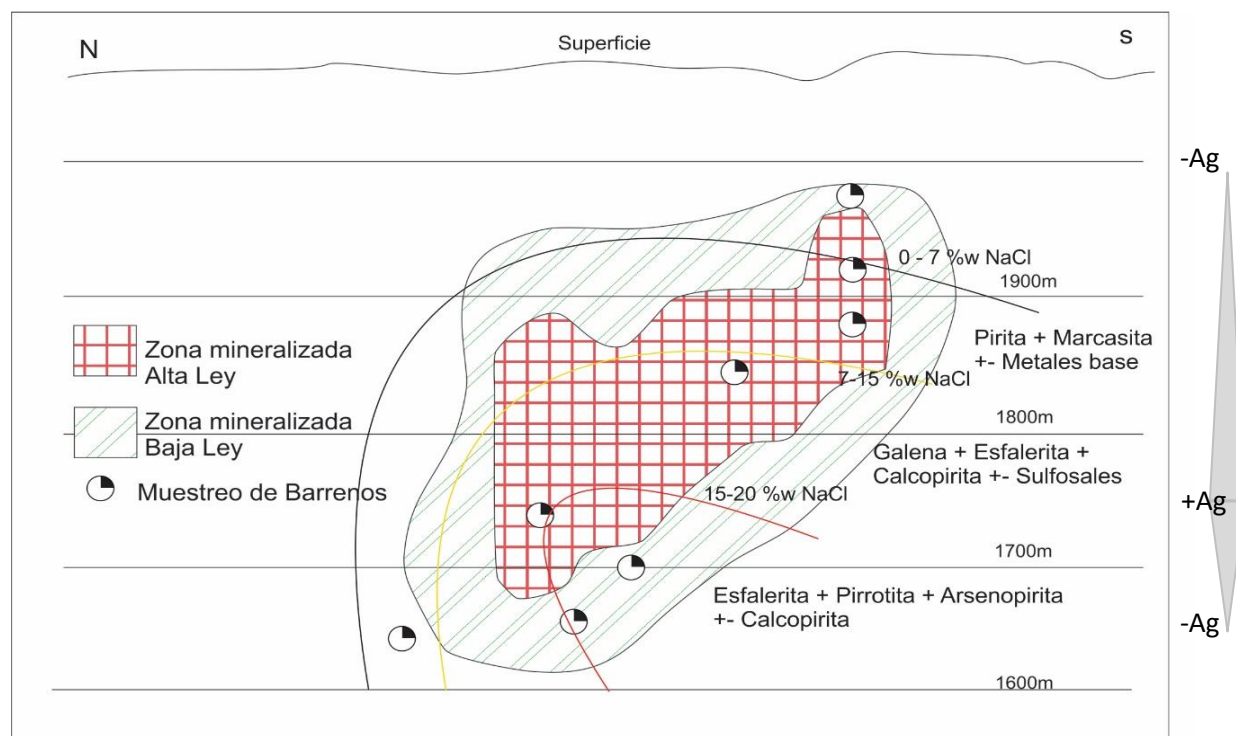 N
Superficie
s
-Ag
0 - 7 %w NaCl
1900m
Pirita + Marcasita
+- Metales base
Zona mineralizada
Alta Ley
7-15 %w NaCl
1800m
Zona mineralizada
Baja Ley
Galena + Esfalerita +
Calcopirita +- Sulfosales
Muestreo de Barrenos
15-20 %w NaCl
+Ag
1700m
Esfalerita + Pirrotita + Arsenopirita
+- Calcopirita
-Ag
1600m